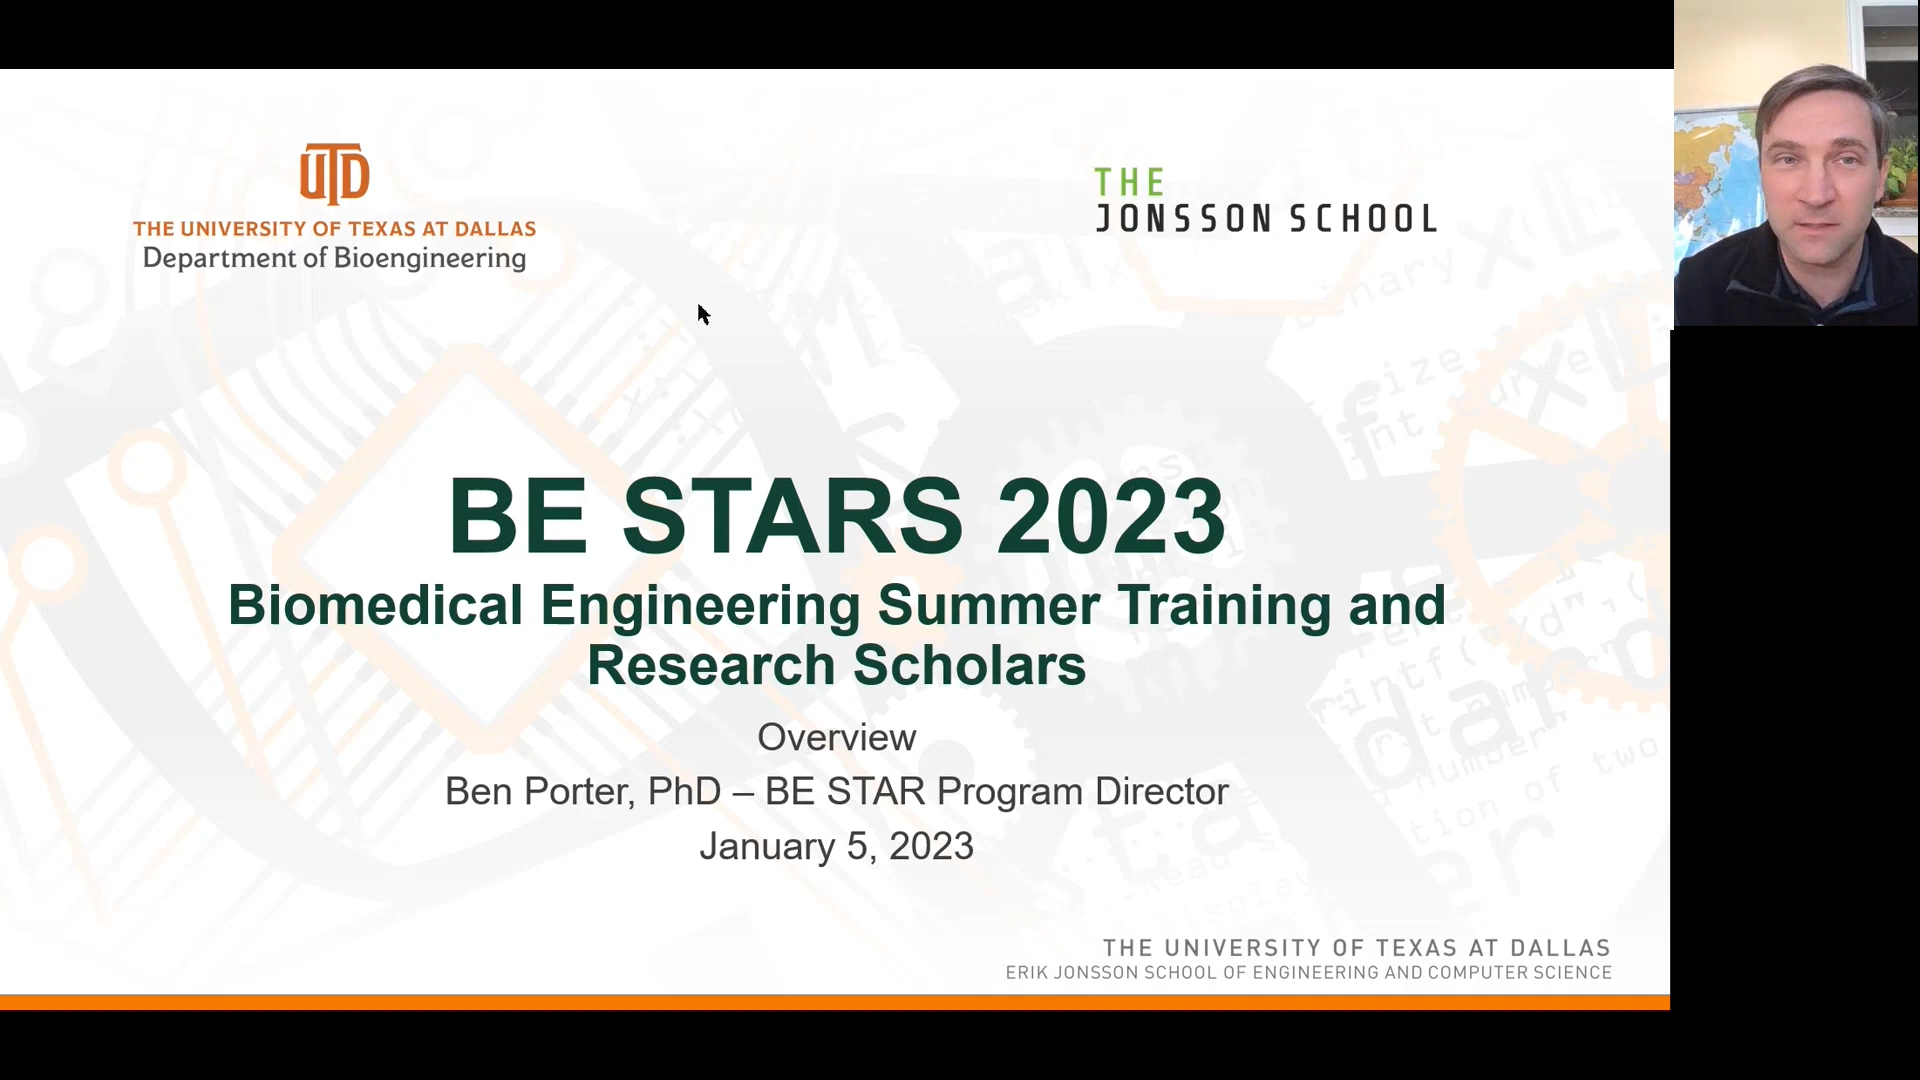 UTD
THE UNIVERSITY OF TEXAS AT DALLAS
Department of Bioengineering
THE
JONSSON SCHOOL
BE STARS 2023
Biomedical Engineering Summer Training and
Research Scholars
Overview
Ben Porter, PhD – BE STAR Program Director
January 5, 2023
THE UNIVERSITY OF TEXAS AT DALLAS
ERIK JONSSON SCHOOL OF ENGINEERING AND COMPUTER SCIENCE